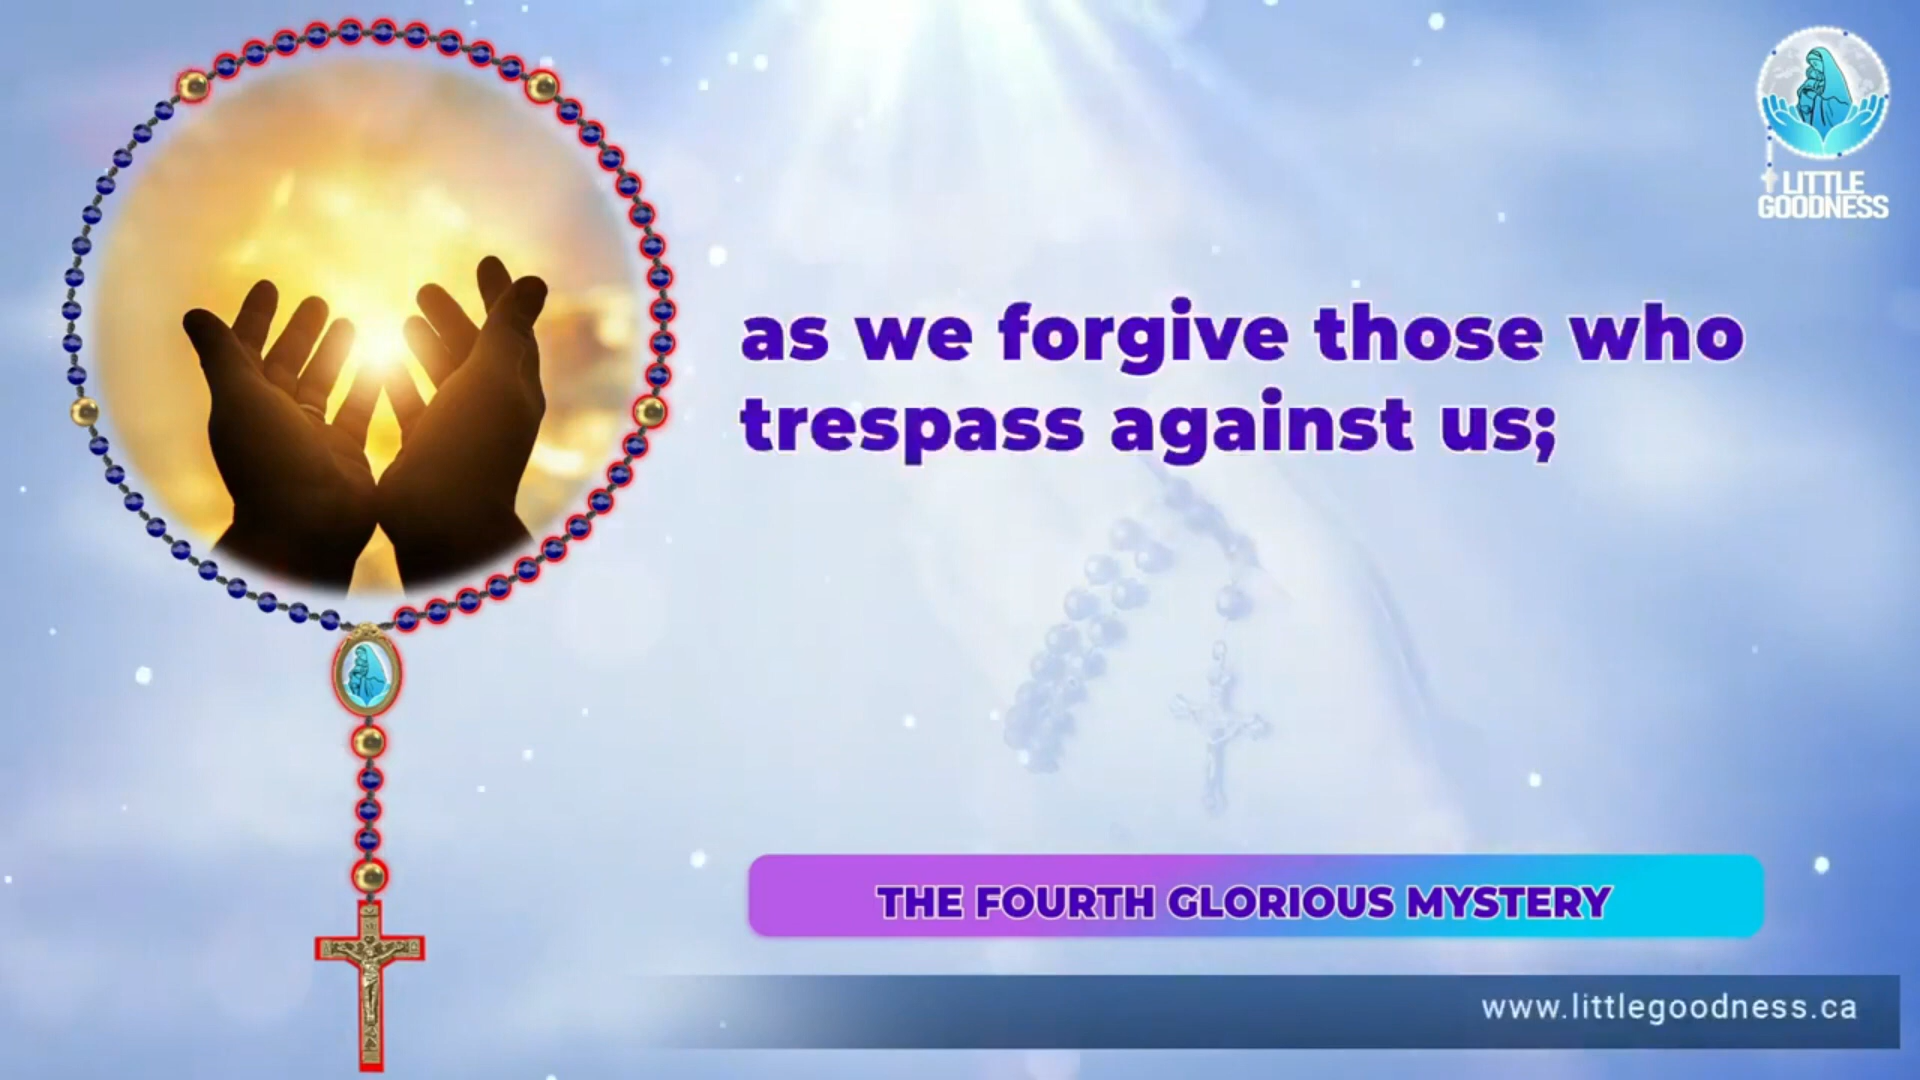 LITTLE
GOODNESS
as we forgive those who
trespass against us;
THE FOURTH GLORIOUS MYSTERY
www.littlegoodness.ca